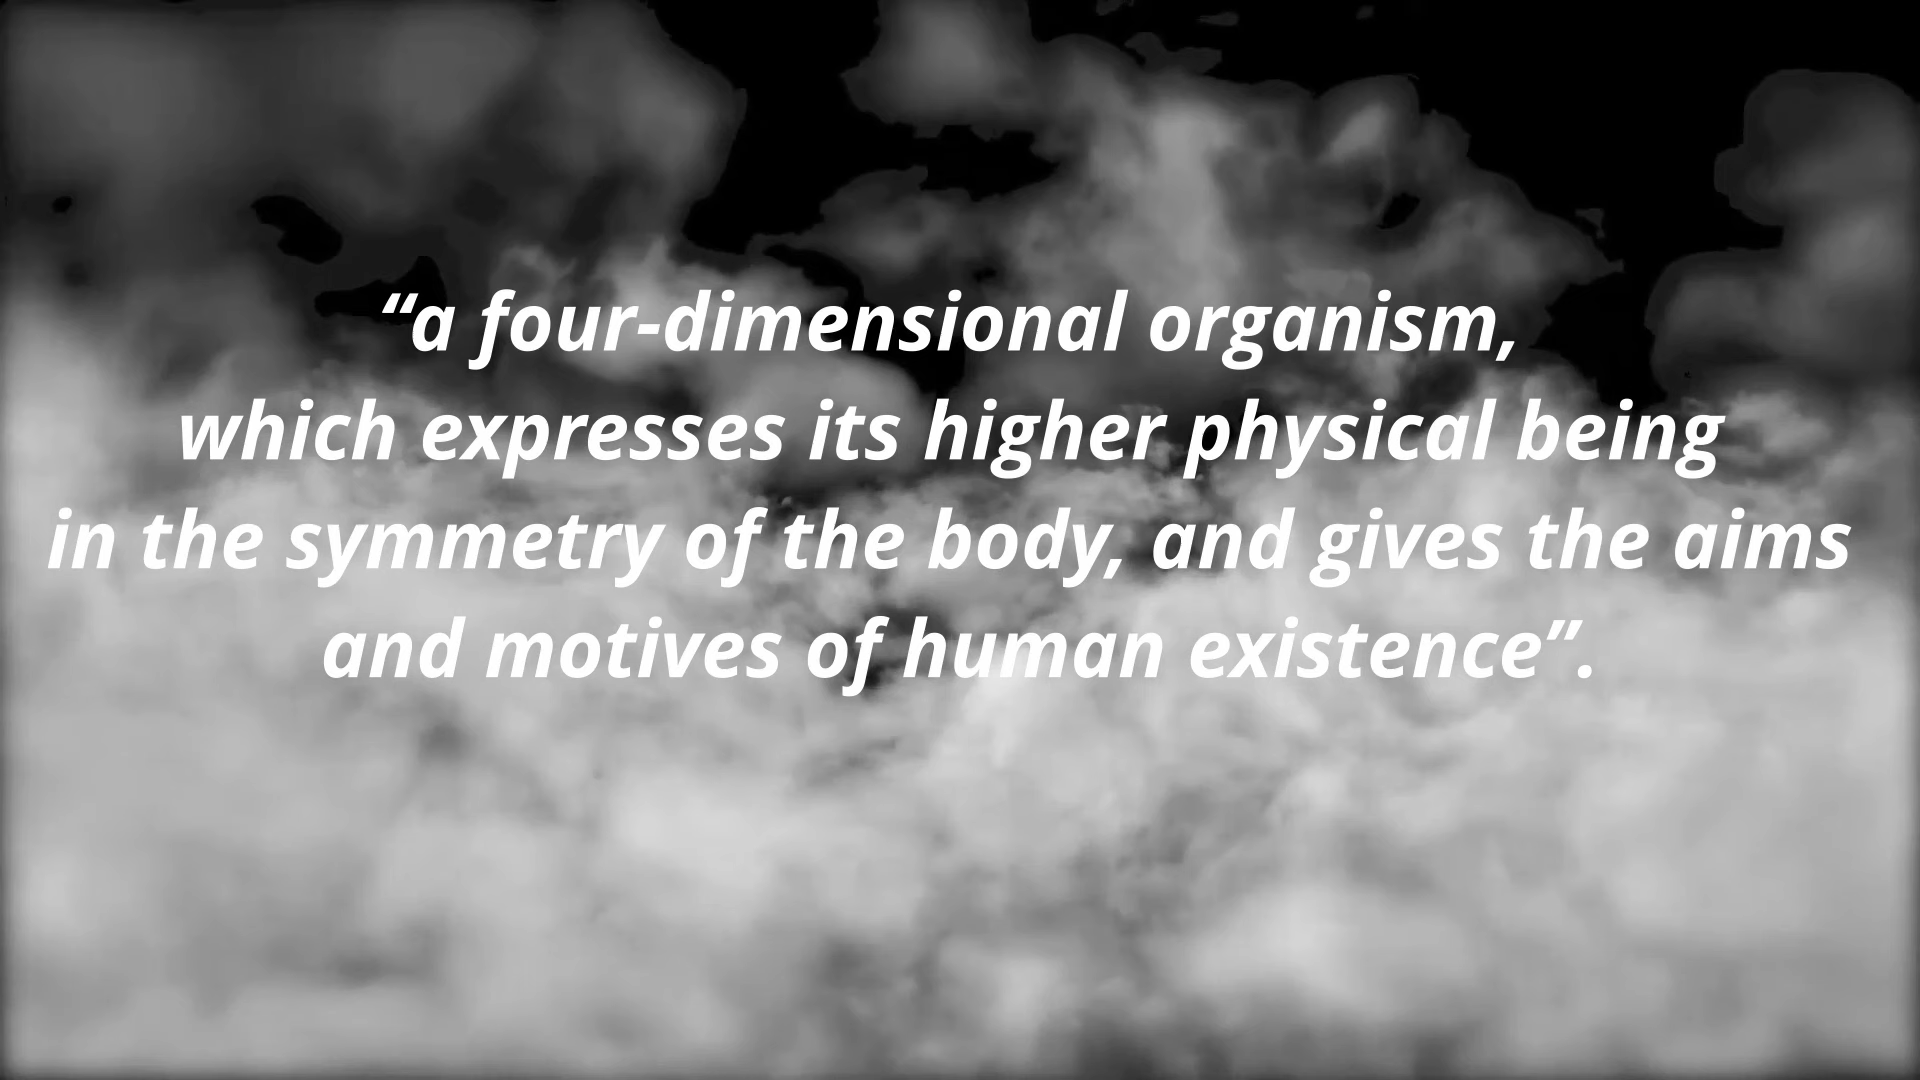 “a four-dimensional organism,
which expresses its higher physical being
in the symmetry of the body, and gives the aims
and motives of human existence”.